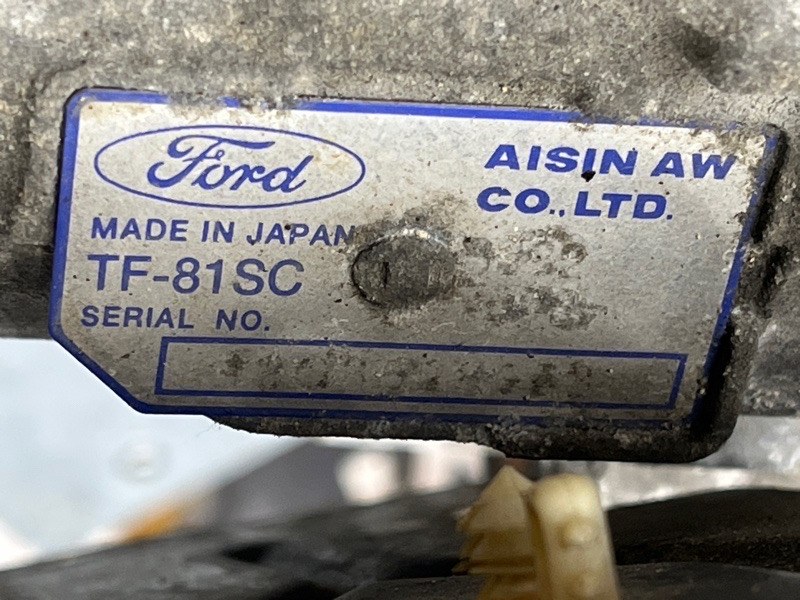 Ford
AISIN AW
CO.,LTD.
MADE IN JAPAN
TF-81SC
SERIAL NO.